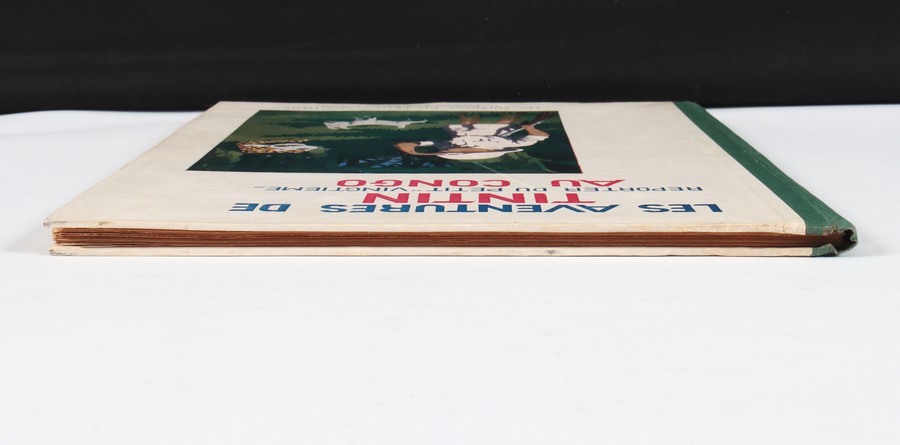 LES AVENTURES DE
TINTIN
REPORTER DU PETIT "VINGTIEME"
AU CONGO